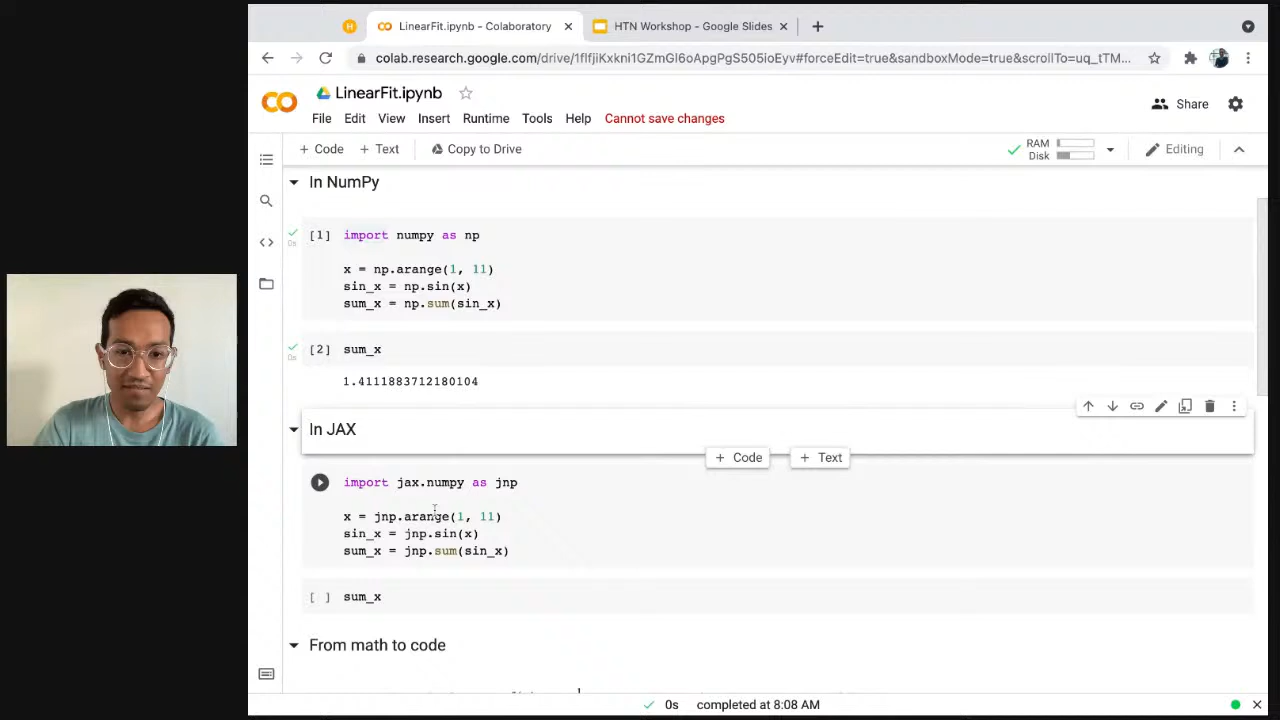 H
LinearFit.ipynb - Colaboratory
HTN Workshop - Google Slides
colab.research.google.com/drive/1flfjiKxkni1GZmGl6oApgPgS505ioEyv#forceEdit=true&sandboxMode=true&scrollTo=uq_tTM...
LinearFit.ipynb
Share
File Edit View Insert Runtime Tools Help Cannot save changes
+ Code + Text Copy to Drive
RAM
Disk
Editing
In NumPy
[1] import numpy as np
0s
x = np.arange(1, 11)
sin_x = np.sin(x)
sum_x = np.sum(sin_x)
[2] sum_x
0s
1.4111883712180104
In JAX
+ Code + Text
import jax.numpy as jnp
x = jnp.arange(1, 11)
sin_x = jnp.sin(x)
sum_x = jnp.sum(sin_x)
[ ] sum_x
From math to code
0s completed at 8:08 AM